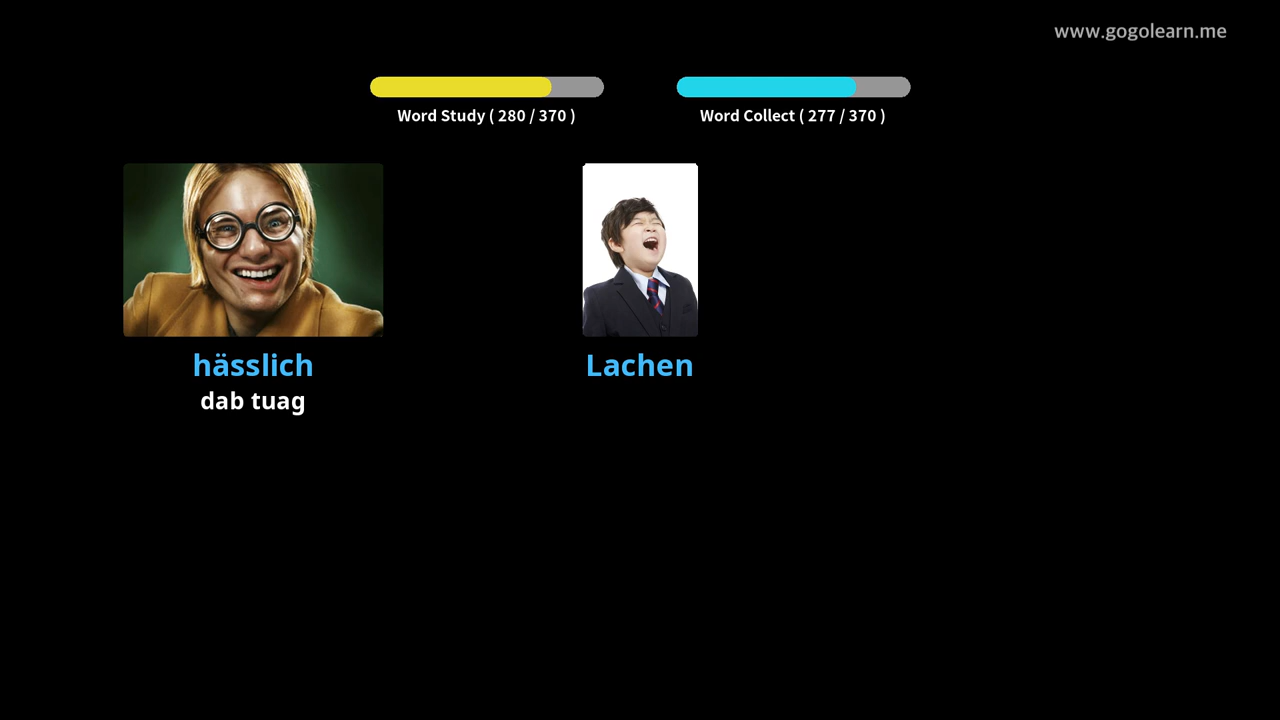 www.gogolearn.me
Word Study ( 280 / 370 )
Word Collect ( 277 / 370 )
hässlich
dab tuag
Lachen